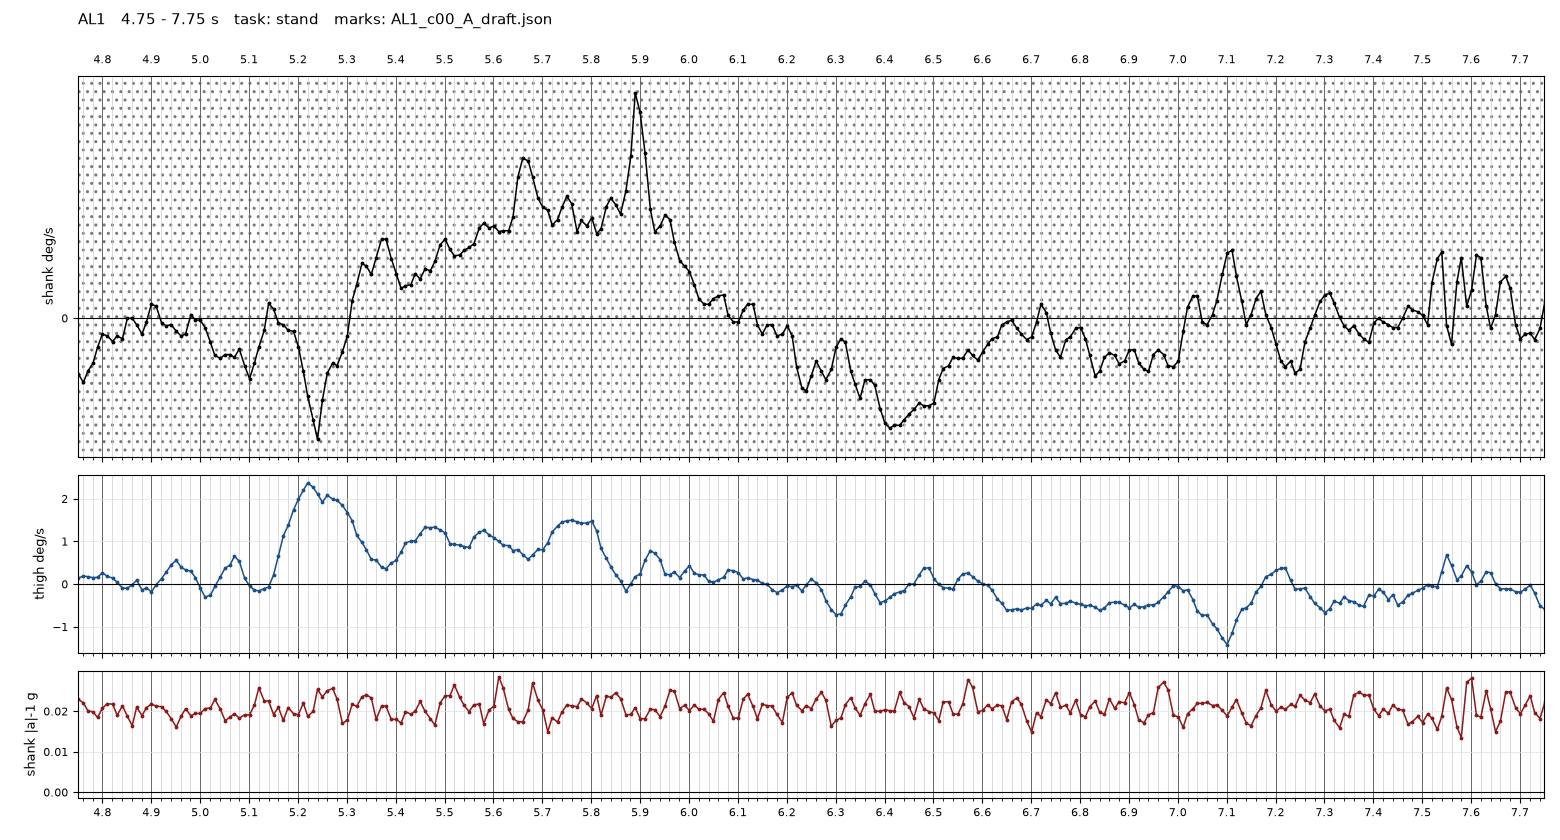 AL1   4.75 - 7.75 s   task: stand   marks: AL1_c00_A_draft.json
4.8 4.9 5.0 5.1 5.2 5.3 5.4 5.5 5.6 5.7 5.8 5.9 6.0 6.1 6.2 6.3 6.4 6.5 6.6 6.7 6.8 6.9 7.0 7.1 7.2 7.3 7.4 7.5 7.6 7.7
shank deg/s
0
thigh deg/s
2
1
0
−1
shank |a|-1 g
0.02
0.01
0.00
4.8 4.9 5.0 5.1 5.2 5.3 5.4 5.5 5.6 5.7 5.8 5.9 6.0 6.1 6.2 6.3 6.4 6.5 6.6 6.7 6.8 6.9 7.0 7.1 7.2 7.3 7.4 7.5 7.6 7.7